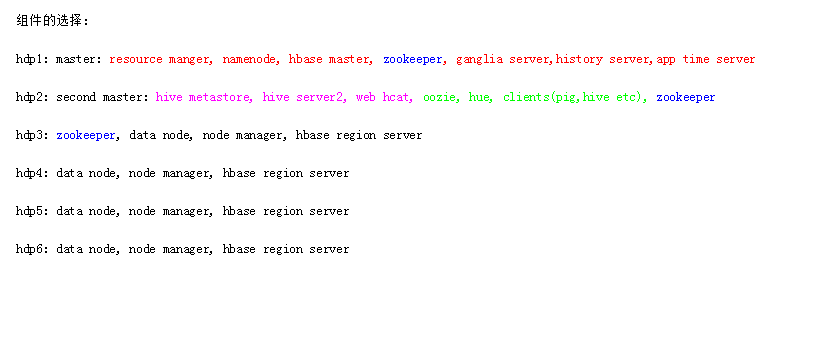 组件的选择:
hdp1: master: resource manger, namenode, hbase master, zookeeper, ganglia server,history server,app time server
hdp2: second master: hive metastore, hive server2, web hcat, oozie, hue, clients(pig,hive etc), zookeeper
hdp3: zookeeper, data node, node manager, hbase region server
hdp4: data node, node manager, hbase region server
hdp5: data node, node manager, hbase region server
hdp6: data node, node manager, hbase region server